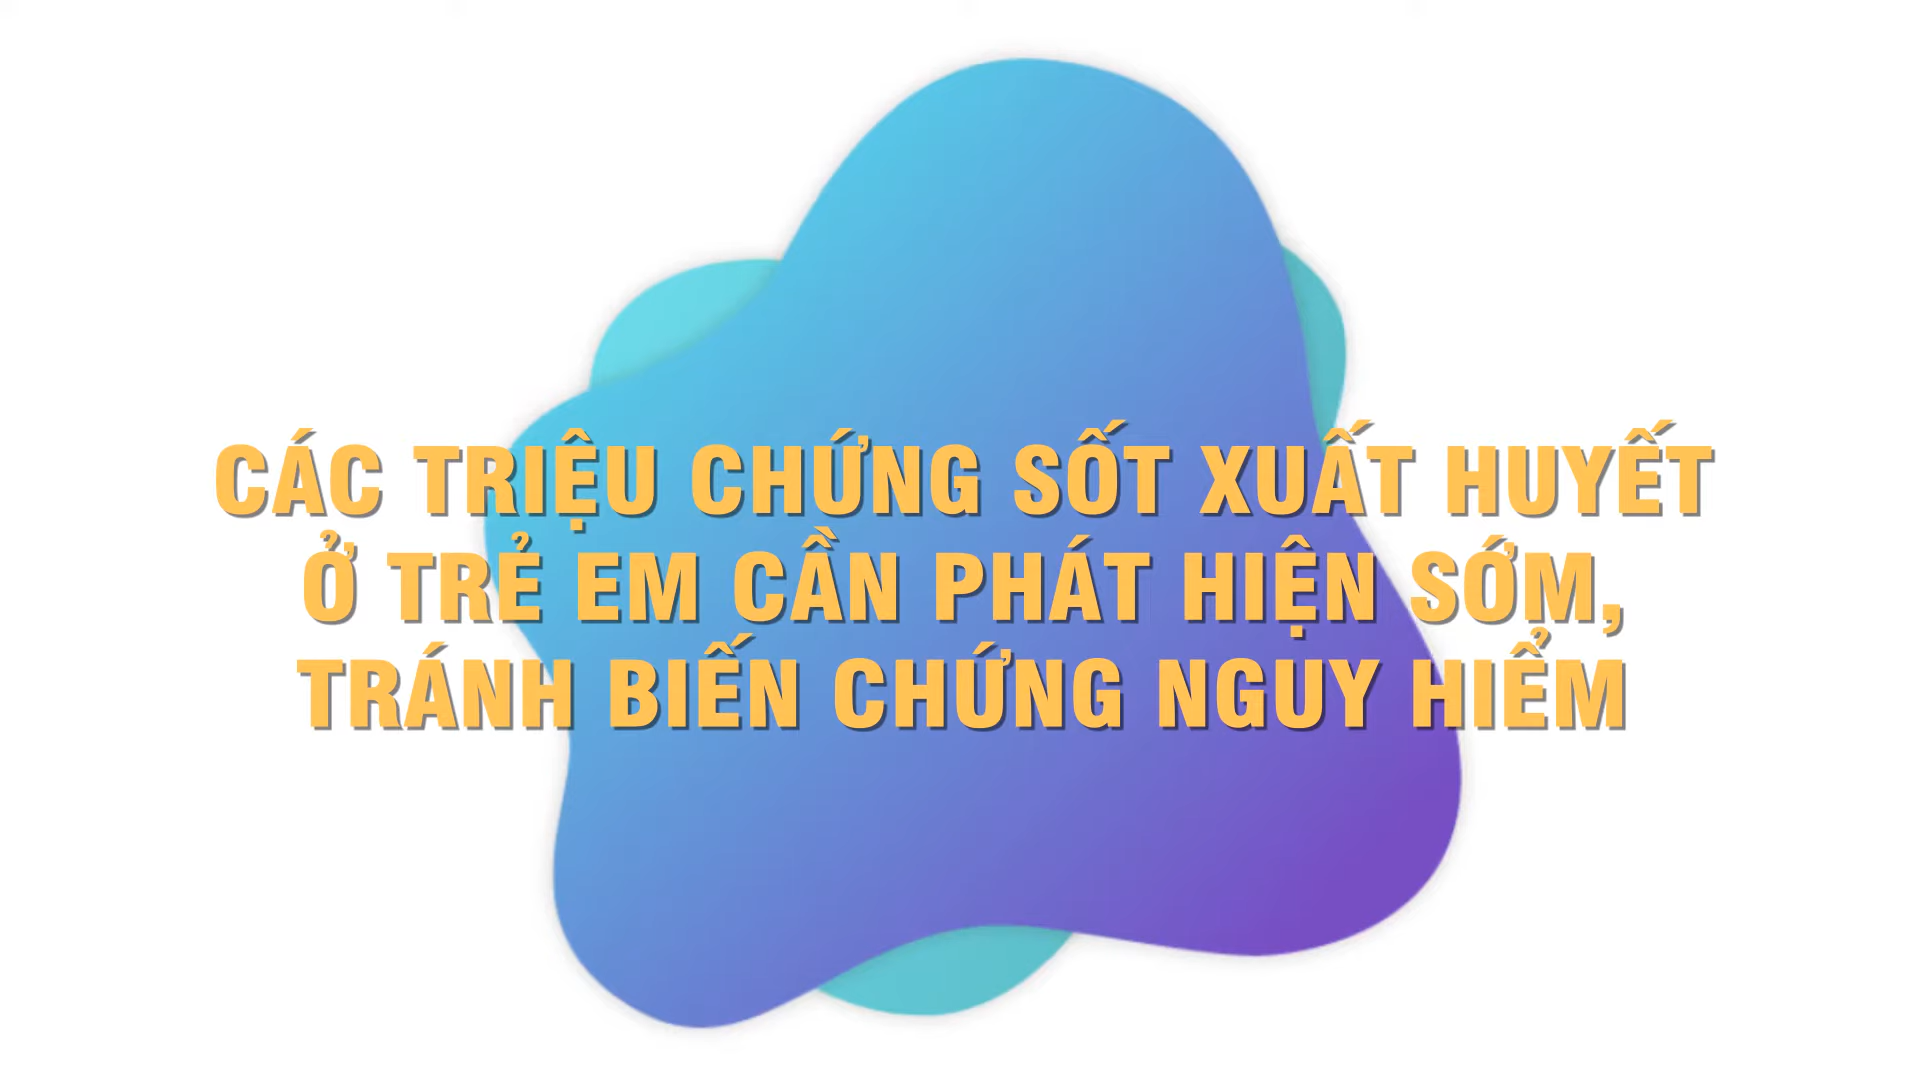 CÁC TRIỆU CHỨNG SỐT XUẤT HUYẾT
Ở TRẺ EM CẦN PHÁT HIỆN SỚM,
TRÁNH BIẾN CHỨNG NGUY HIỂM